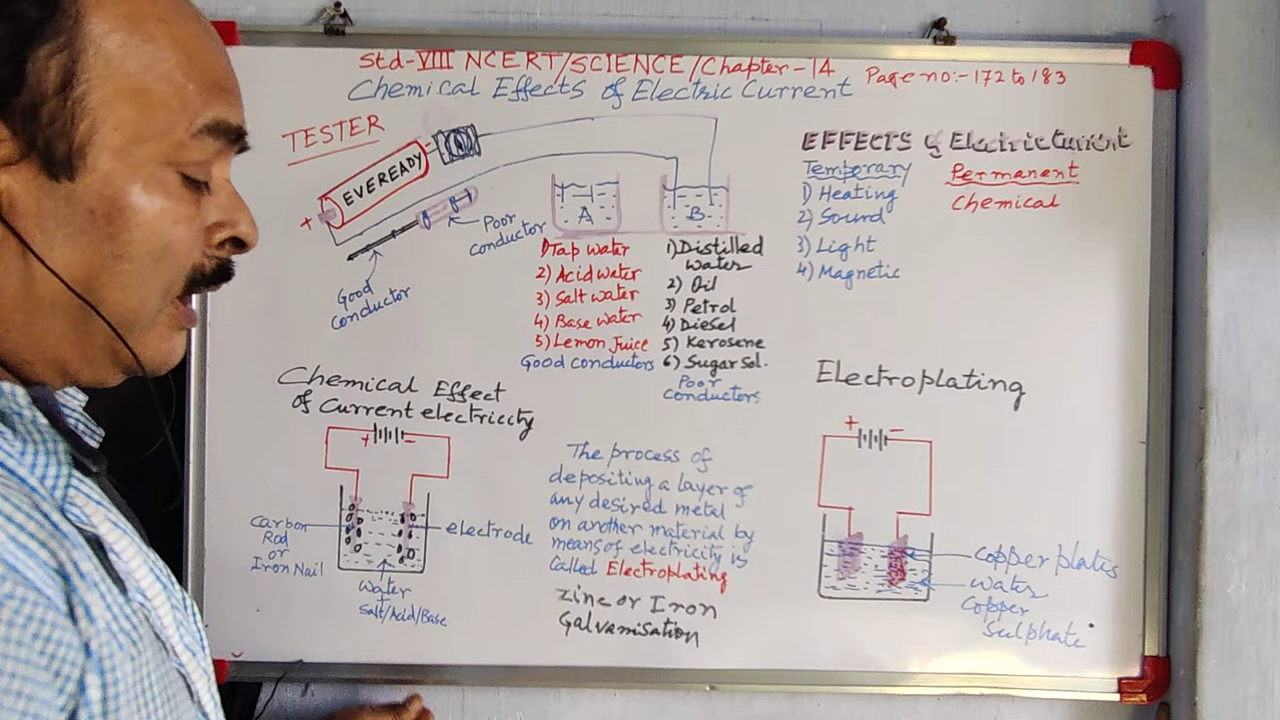 Std-VIII NCERT/SCIENCE/Chapter-14
Page no:- 172 to 183
Chemical Effects of Electric Current
TESTER
EVEREADY
-
+
Poor
conductor
Good
conductor
A
1) Tap water
2) Acid water
3) Salt water
4) Base water
5) Lemon Juice
Good conductors
B
1) Distilled
water
2) Oil
3) Petrol
4) Diesel
5) Kerosene
6) Sugar Sol.
Poor
conductors
EFFECTS of Electric Current
Temporary
1) Heating
2) Sound
3) Light
4) Magnetic
Permanent
Chemical
Chemical Effect
of Current electriccty
+ -
Carbon
Rod
or
Iron Nail
electrode
Water
+
Salt/Acid/Base
The process of
depositing a layer of
any desired metal
on another material by
means of electricity is
called Electroplating
Zinc or Iron
Galvanisation
Electroplating
+ -
Copper plates
water
Copper
Sulphate